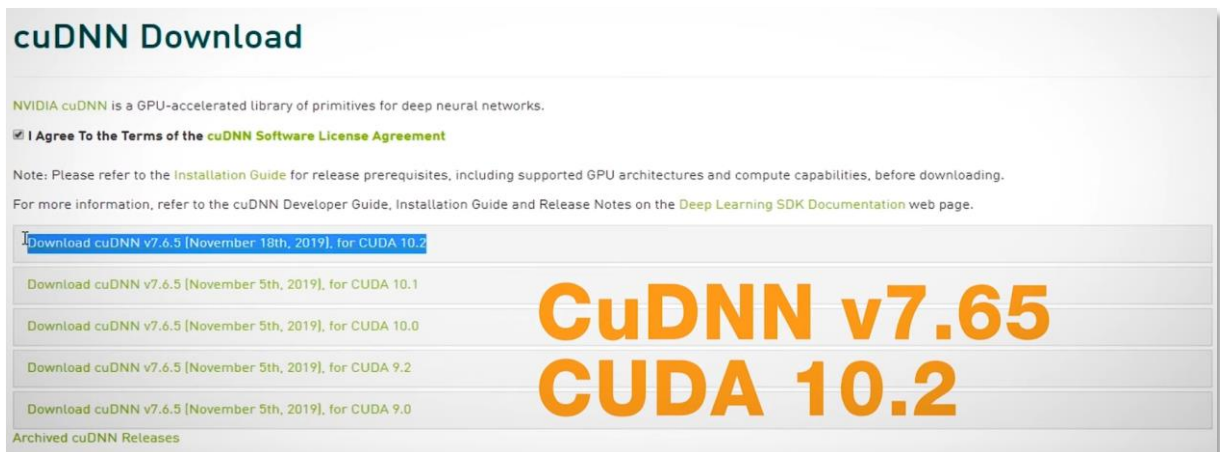 cuDNN Download
NVIDIA cuDNN is a GPU-accelerated library of primitives for deep neural networks.
I Agree To the Terms of the cuDNN Software License Agreement
Note: Please refer to the Installation Guide for release prerequisites, including supported GPU architectures and compute capabilities, before downloading.
For more information, refer to the cuDNN Developer Guide, Installation Guide and Release Notes on the Deep Learning SDK Documentation web page.
Download cuDNN v7.6.5 [November 18th, 2019], for CUDA 10.2
Download cuDNN v7.6.5 [November 5th, 2019], for CUDA 10.1
Download cuDNN v7.6.5 [November 5th, 2019], for CUDA 10.0
Download cuDNN v7.6.5 [November 5th, 2019], for CUDA 9.2
Download cuDNN v7.6.5 [November 5th, 2019], for CUDA 9.0
Archived cuDNN Releases
CuDNN v7.65
CUDA 10.2